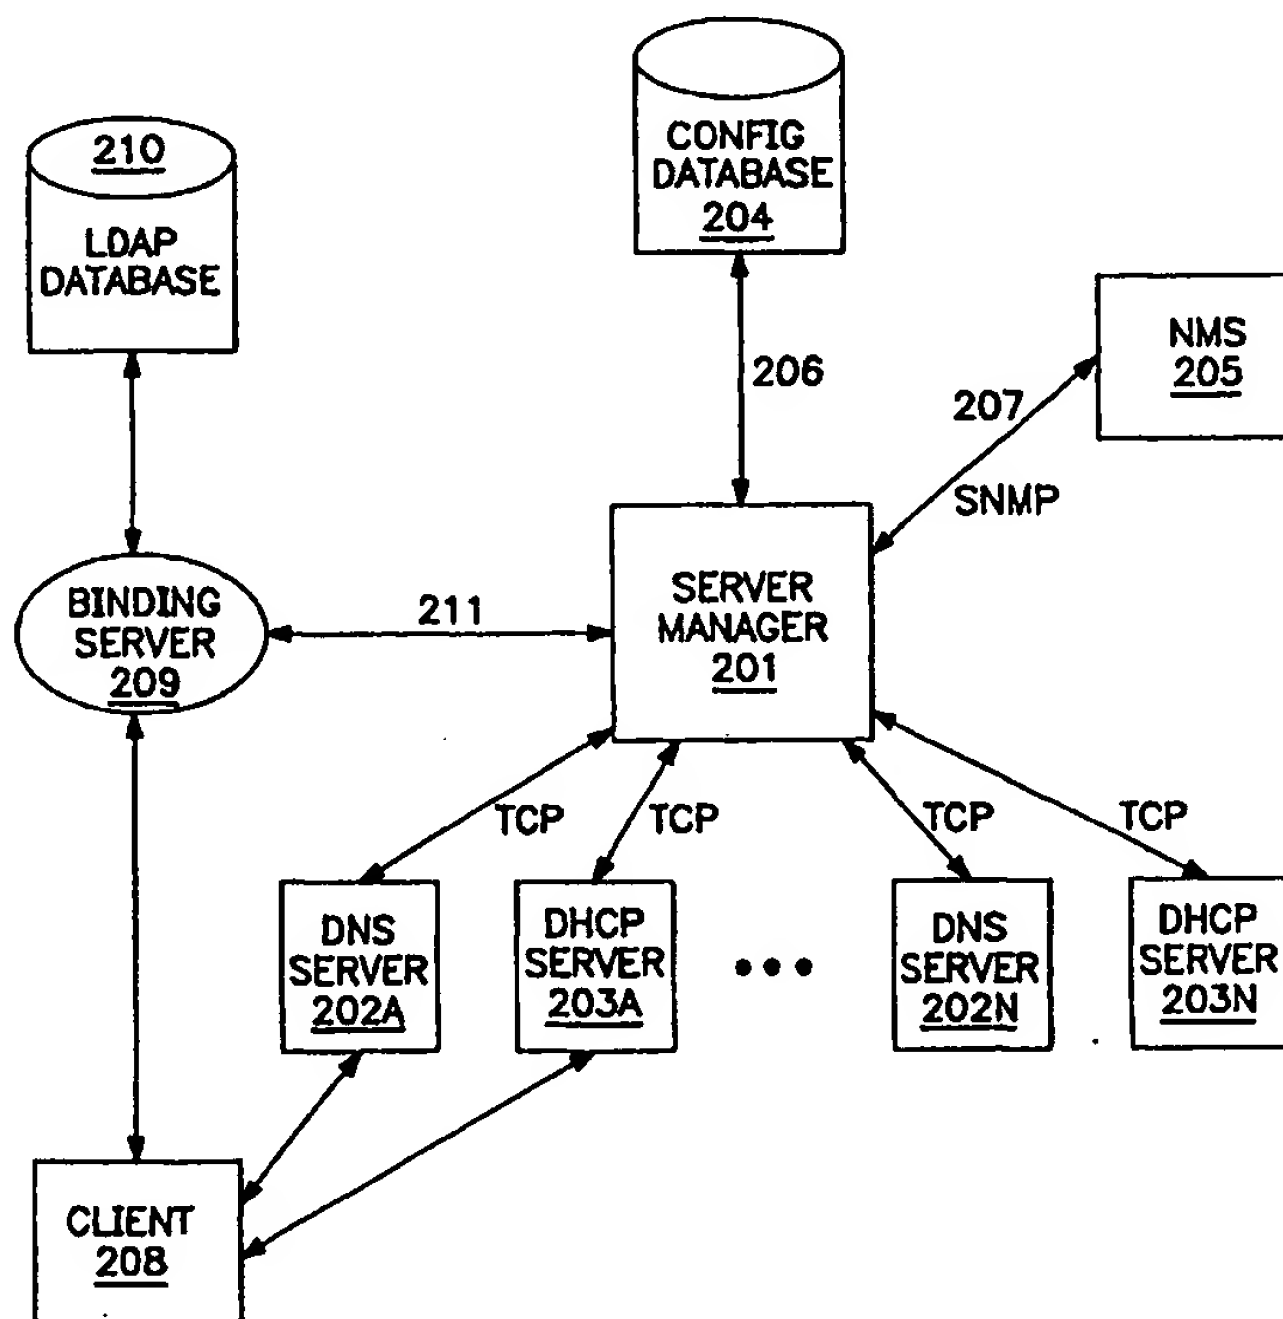 CONFIG
DATABASE
204
210
LDAP
DATABASE
NMS
205
206
207
SNMP
BINDING
SERVER
209
211
SERVER
MANAGER
201
TCP
TCP
TCP
TCP
DNS
SERVER
202A
DHCP
SERVER
203A
DNS
SERVER
202N
DHCP
SERVER
203N
CLIENT
208